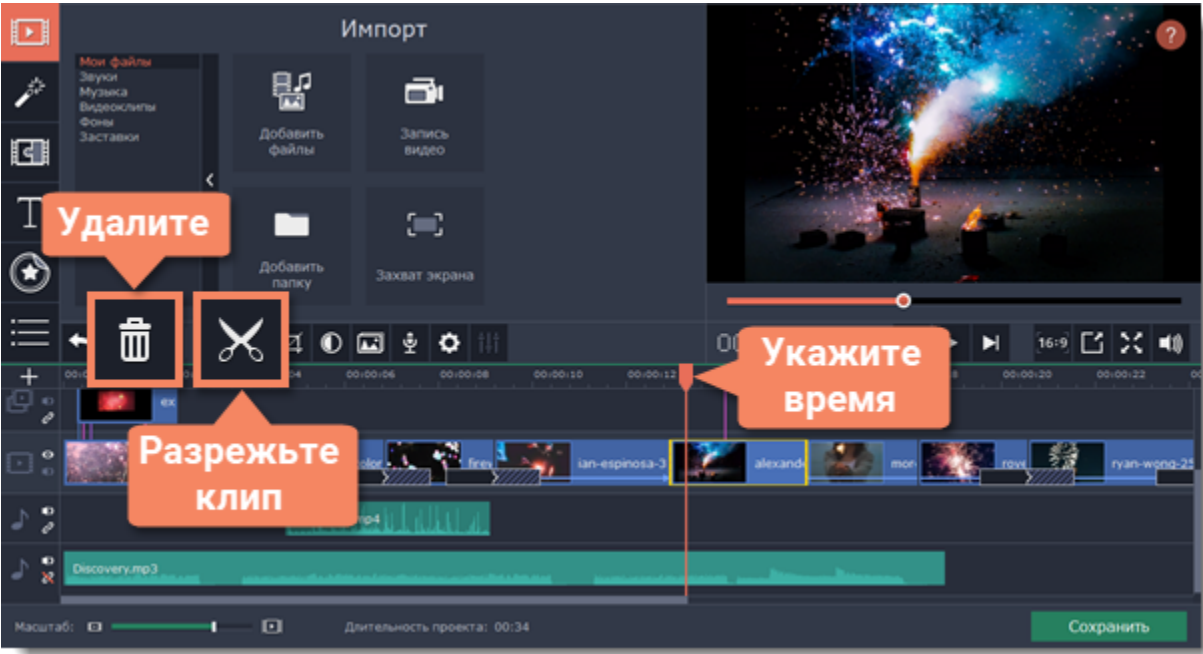 Импорт
?
Мои файлы
Звуки
Музыка
Видеоклипы
Фоны
Заставки
Добавить
файлы
Запись
видео
Добавить
папку
Захват экрана
Удалите
Разрежьте
клип
Укажите
время
16:9
00:00:06
00:00:08
00:00:10
00:00:12
00:00:20
00:00:22
ex
ian-espinosa-3
ryan-wong-25
Discovery.mp3
Масштаб:
Длительность проекта: 00:34
Сохранить